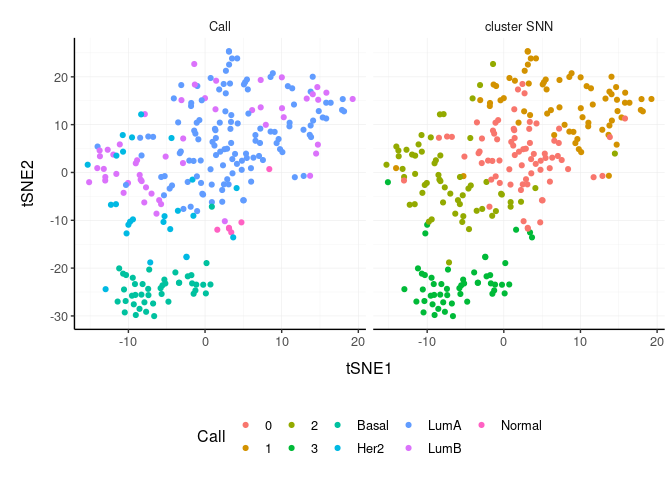 Call cluster SNN
20
10
0
-10
-20
-30
tSNE2
-10 0 10 20 -10 0 10 20
tSNE1
Call
0 2 Basal LumA Normal
1 3 Her2 LumB